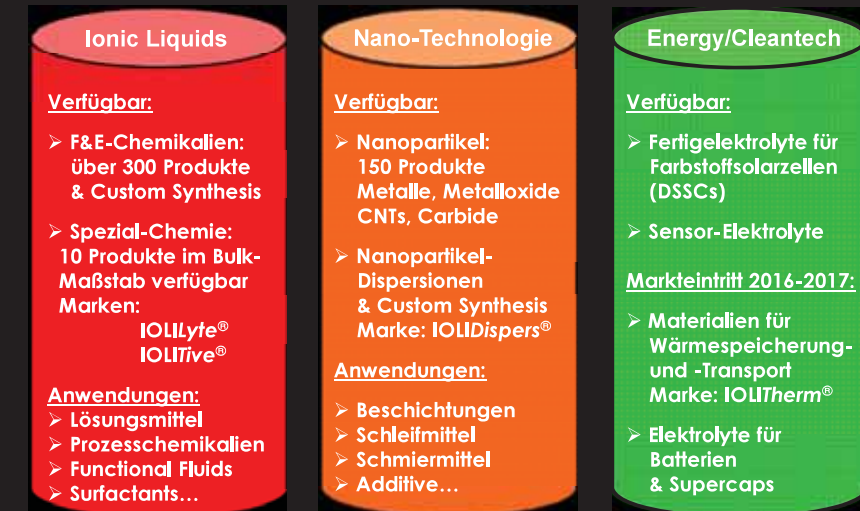 Ionic Liquids
Verfügbar:
➢ F&E-Chemikalien:
über 300 Produkte
& Custom Synthesis
➢ Spezial-Chemie:
10 Produkte im Bulk-
Maßstab verfügbar
Marken:
IOLILyte®
IOLITive®
Anwendungen:
➢ Lösungsmittel
➢ Prozesschemikalien
➢ Functional Fluids
➢ Surfactants...
Nano-Technologie
Verfügbar:
➢ Nanopartikel:
150 Produkte
Metalle, Metalloxide
CNTs, Carbide
➢ Nanopartikel-
Dispersionen
& Custom Synthesis
Marke: IOLIDispers®
Anwendungen:
➢ Beschichtungen
➢ Schleifmittel
➢ Schmiermittel
➢ Additive...
Energy/Cleantech
Verfügbar:
➢ Fertigelektrolyte für
Farbstoffsolarzellen
(DSSCs)
➢ Sensor-Elektrolyte
Markteintritt 2016-2017:
➢ Materialien für
Wärmespeicherung-
und -Transport
Marke: IOLITherm®
➢ Elektrolyte für
Batterien
& Supercaps